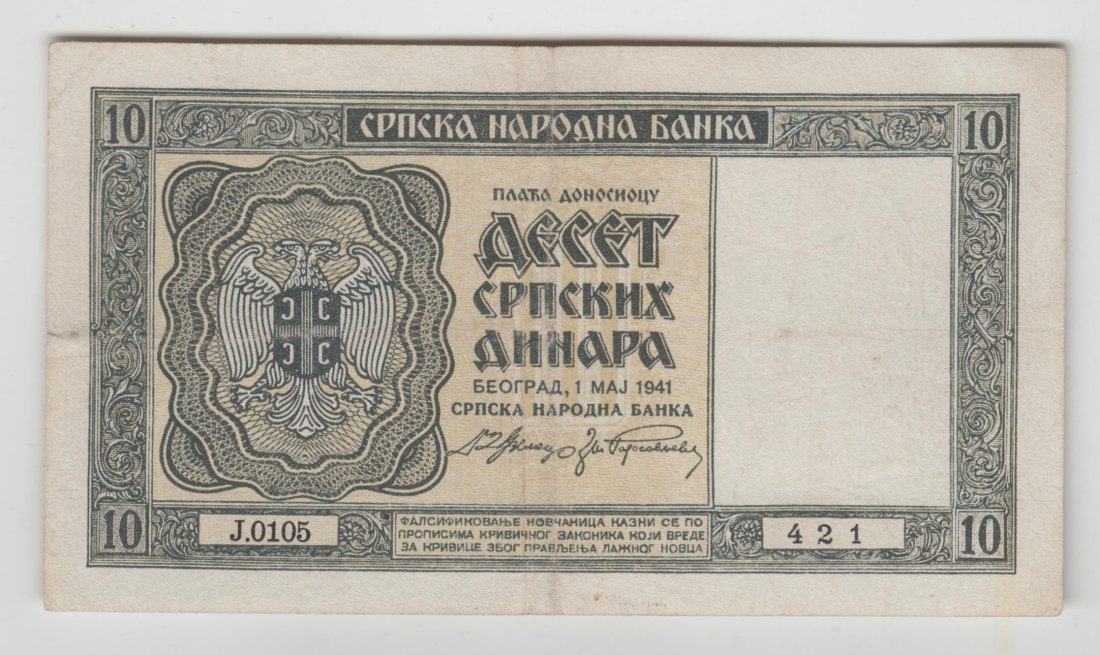 10 СРПСКА НАРОДНА БАНКА 10
ПЛАЋА ДОНОСИОЦУ
ДЕСЕТ
СРПСКИХ
ДИНАРА
БЕОГРАД, 1 МАЈ 1941
СРПСКА НАРОДНА БАНКА
С С
С С
10 J.0105
ФАЛСИФИКОВАЊЕ НОВЧАНИЦА КАЗНИ СЕ ПО
ПРОПИСИМА КРИВИЧНОГ ЗАКОНИКА КОЈИ ВРЕДЕ
ЗА КРИВИЦЕ ЗБОГ ПРАВЉЕЊА ЛАЖНОГ НОВЦА
421 10